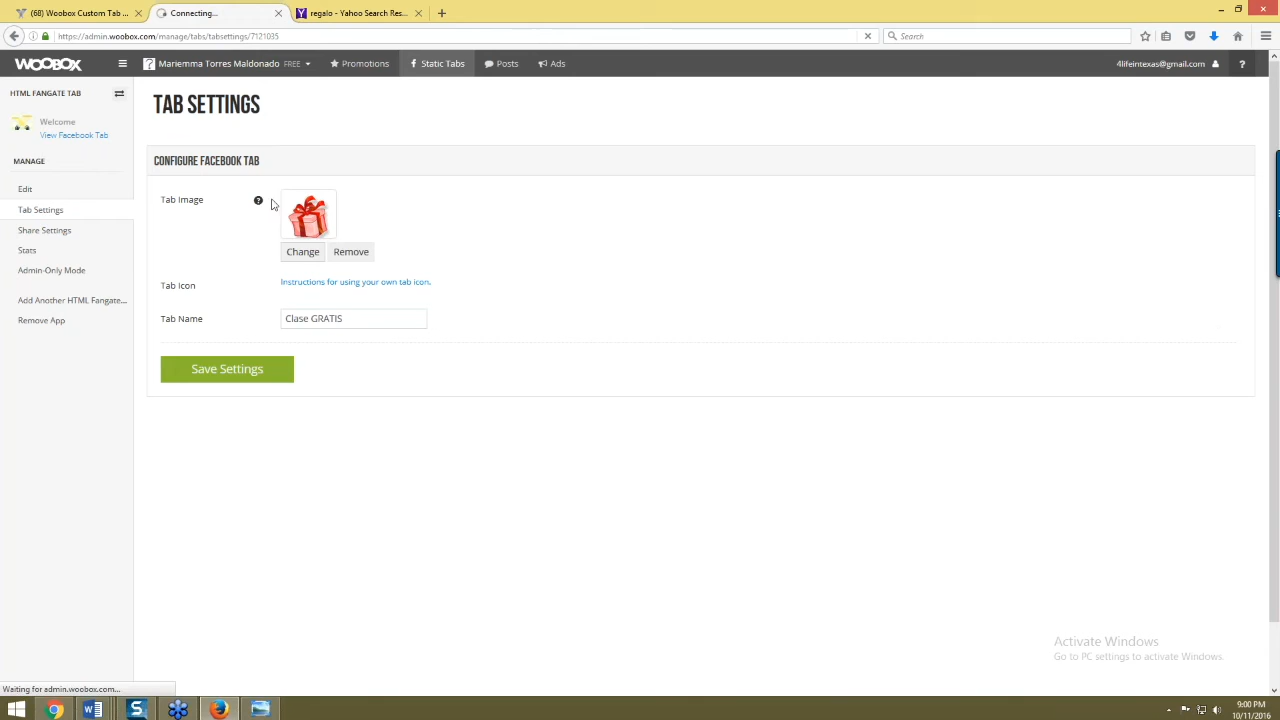 (68) Woobox Custom Tab
Connecting...
regalo - Yahoo Search Res...
https://admin.woobox.com/manage/tabs/tabsettings/7121035
Search
WOOBOX
Mariemma Torres Maldonado FREE
Promotions
Static Tabs
Posts
Ads
4lifeintexas@gmail.com
HTML FANGATE TAB
Welcome
View Facebook Tab
MANAGE
Edit
Tab Settings
Share Settings
Stats
Admin-Only Mode
Add Another HTML Fangate...
Remove App
TAB SETTINGS
CONFIGURE FACEBOOK TAB
Tab Image
Change
Remove
Tab Icon
Instructions for using your own tab icon.
Tab Name
Clase GRATIS
Save Settings
Activate Windows
Go to PC settings to activate Windows.
Waiting for admin.woobox.com...
9:00 PM
10/11/2016